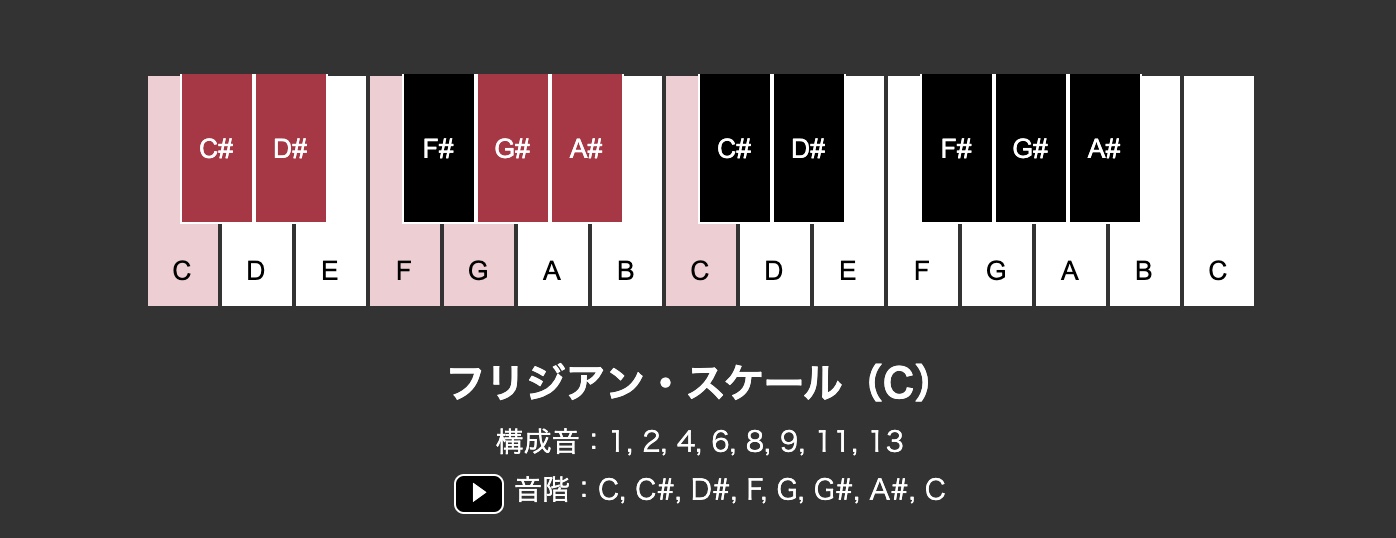 C# D# F# G# A# C# D# F# G# A#
C D E F G A B C D E F G A B C
フリジアン・スケール（C）
構成音：1, 2, 4, 6, 8, 9, 11, 13
音階：C, C#, D#, F, G, G#, A#, C